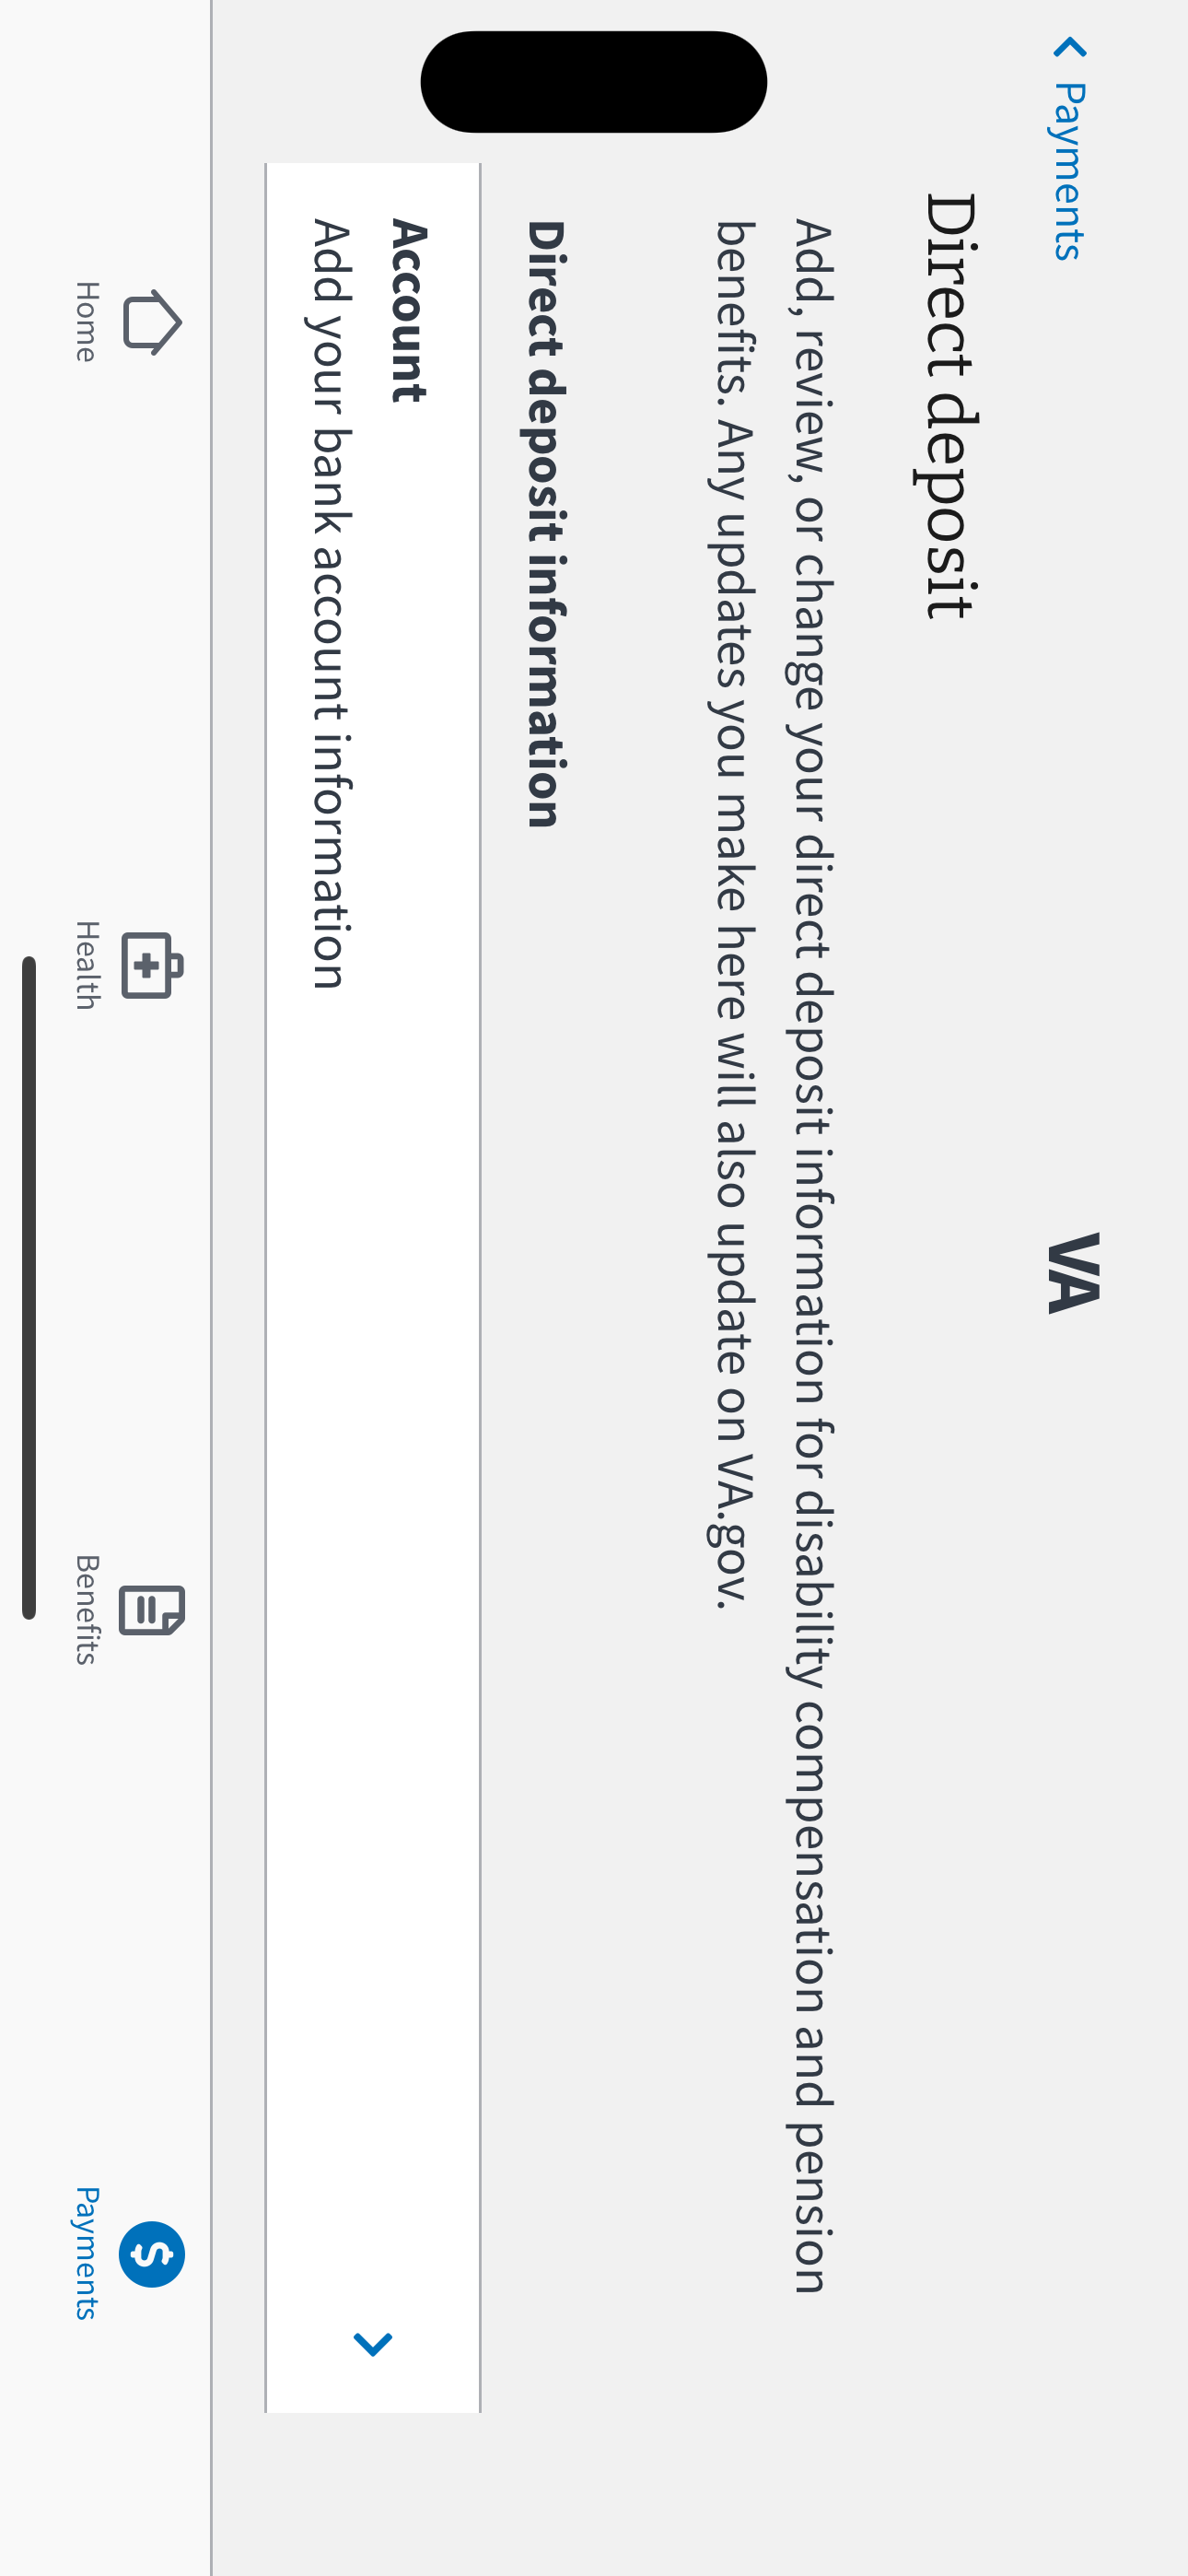 Payments
VA
Direct deposit
Add, review, or change your direct deposit information for disability compensation and pension
benefits. Any updates you make here will also update on VA.gov.
Direct deposit information
Account
Add your bank account information
Home
Health
Benefits
Payments